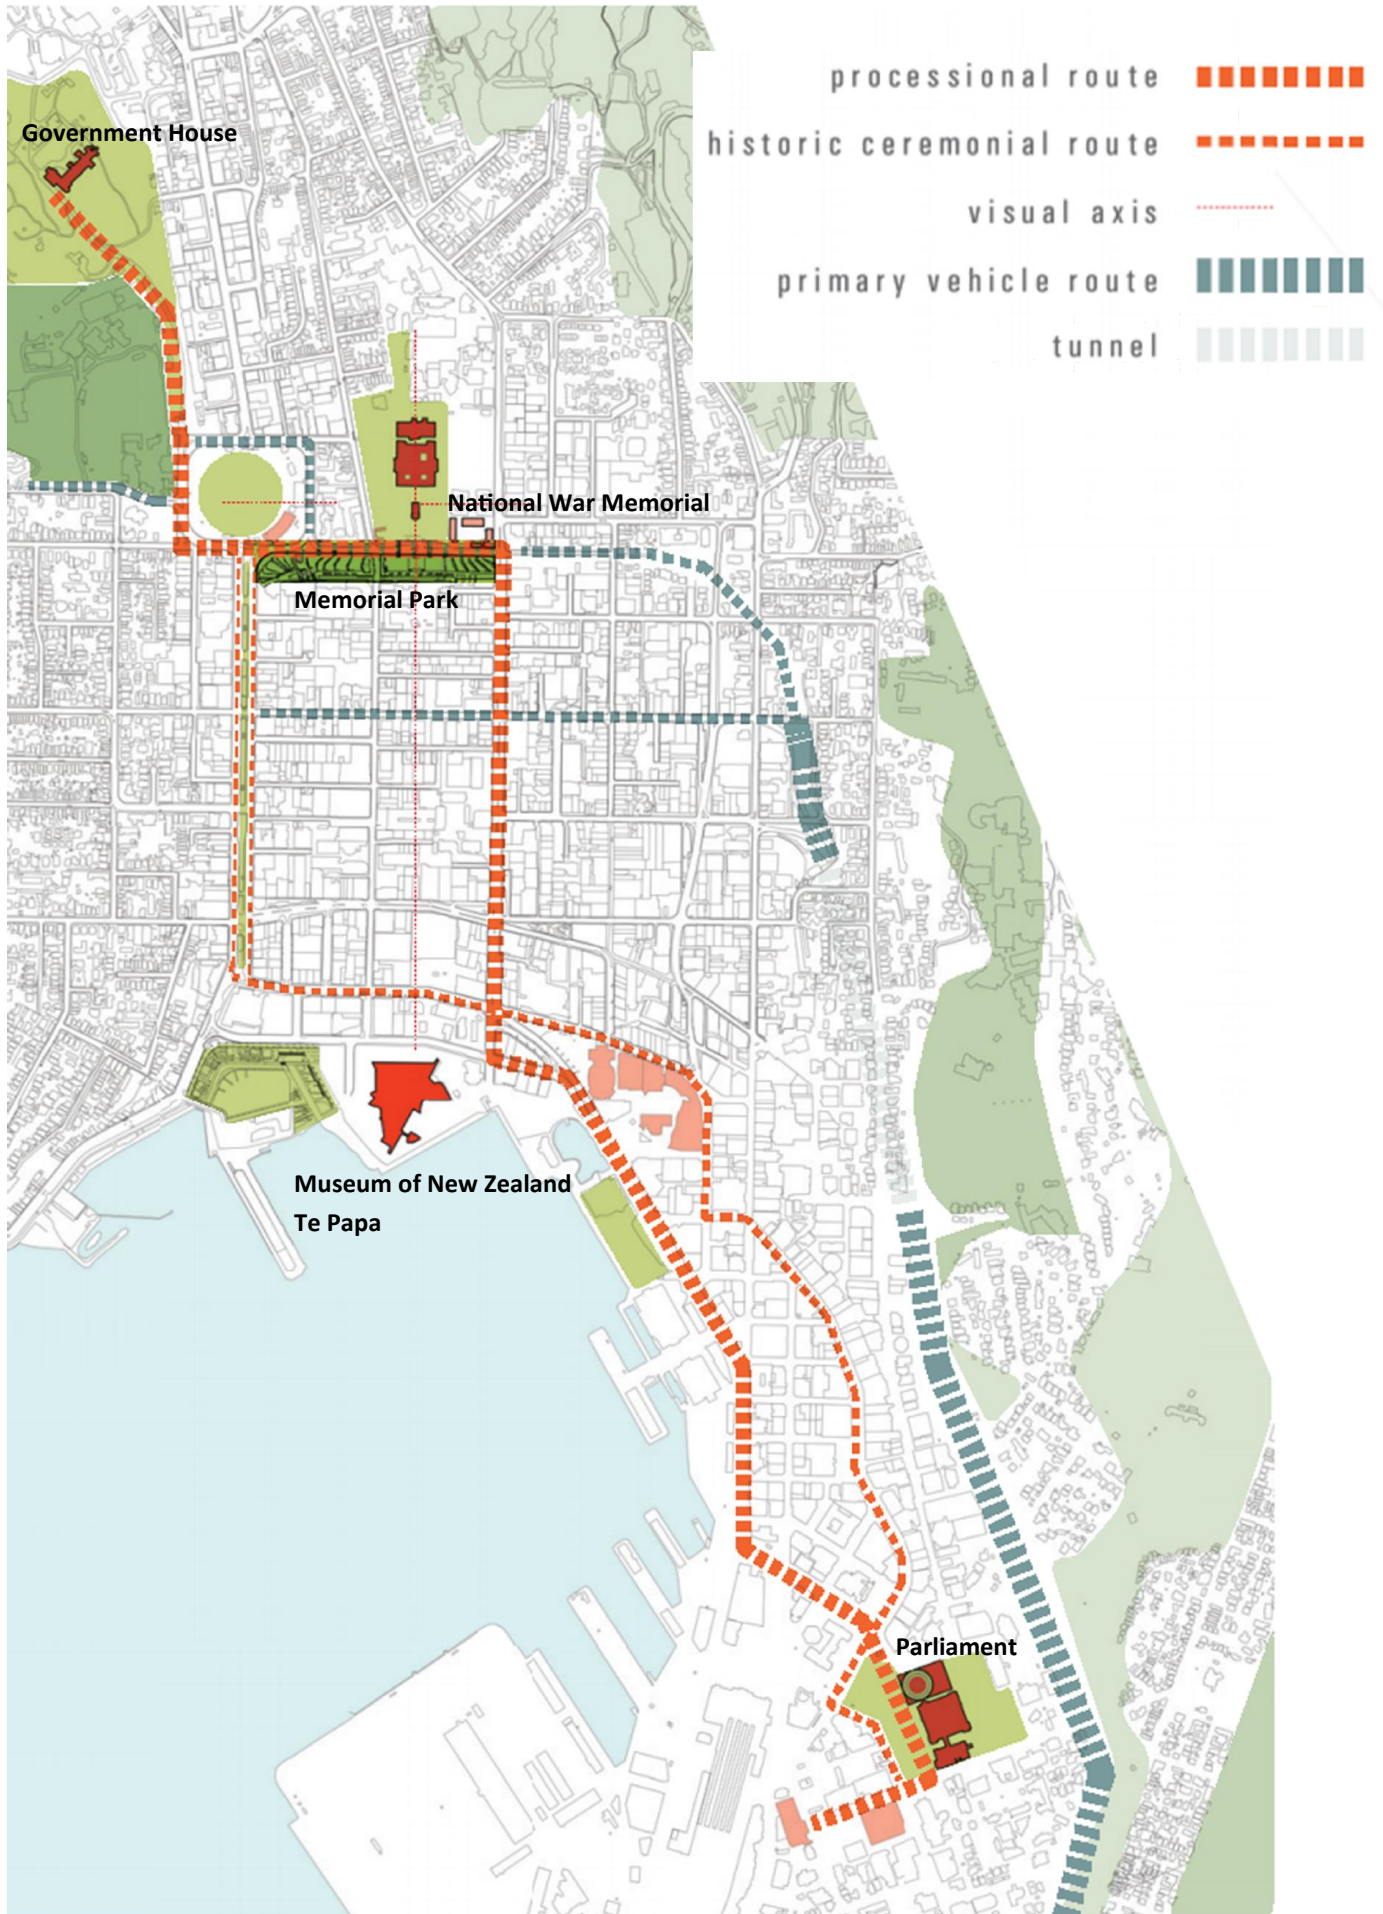 processional route
historic ceremonial route
visual axis
primary vehicle route
tunnel
Government House
National War Memorial
Memorial Park
Museum of New Zealand
Te Papa
Parliament